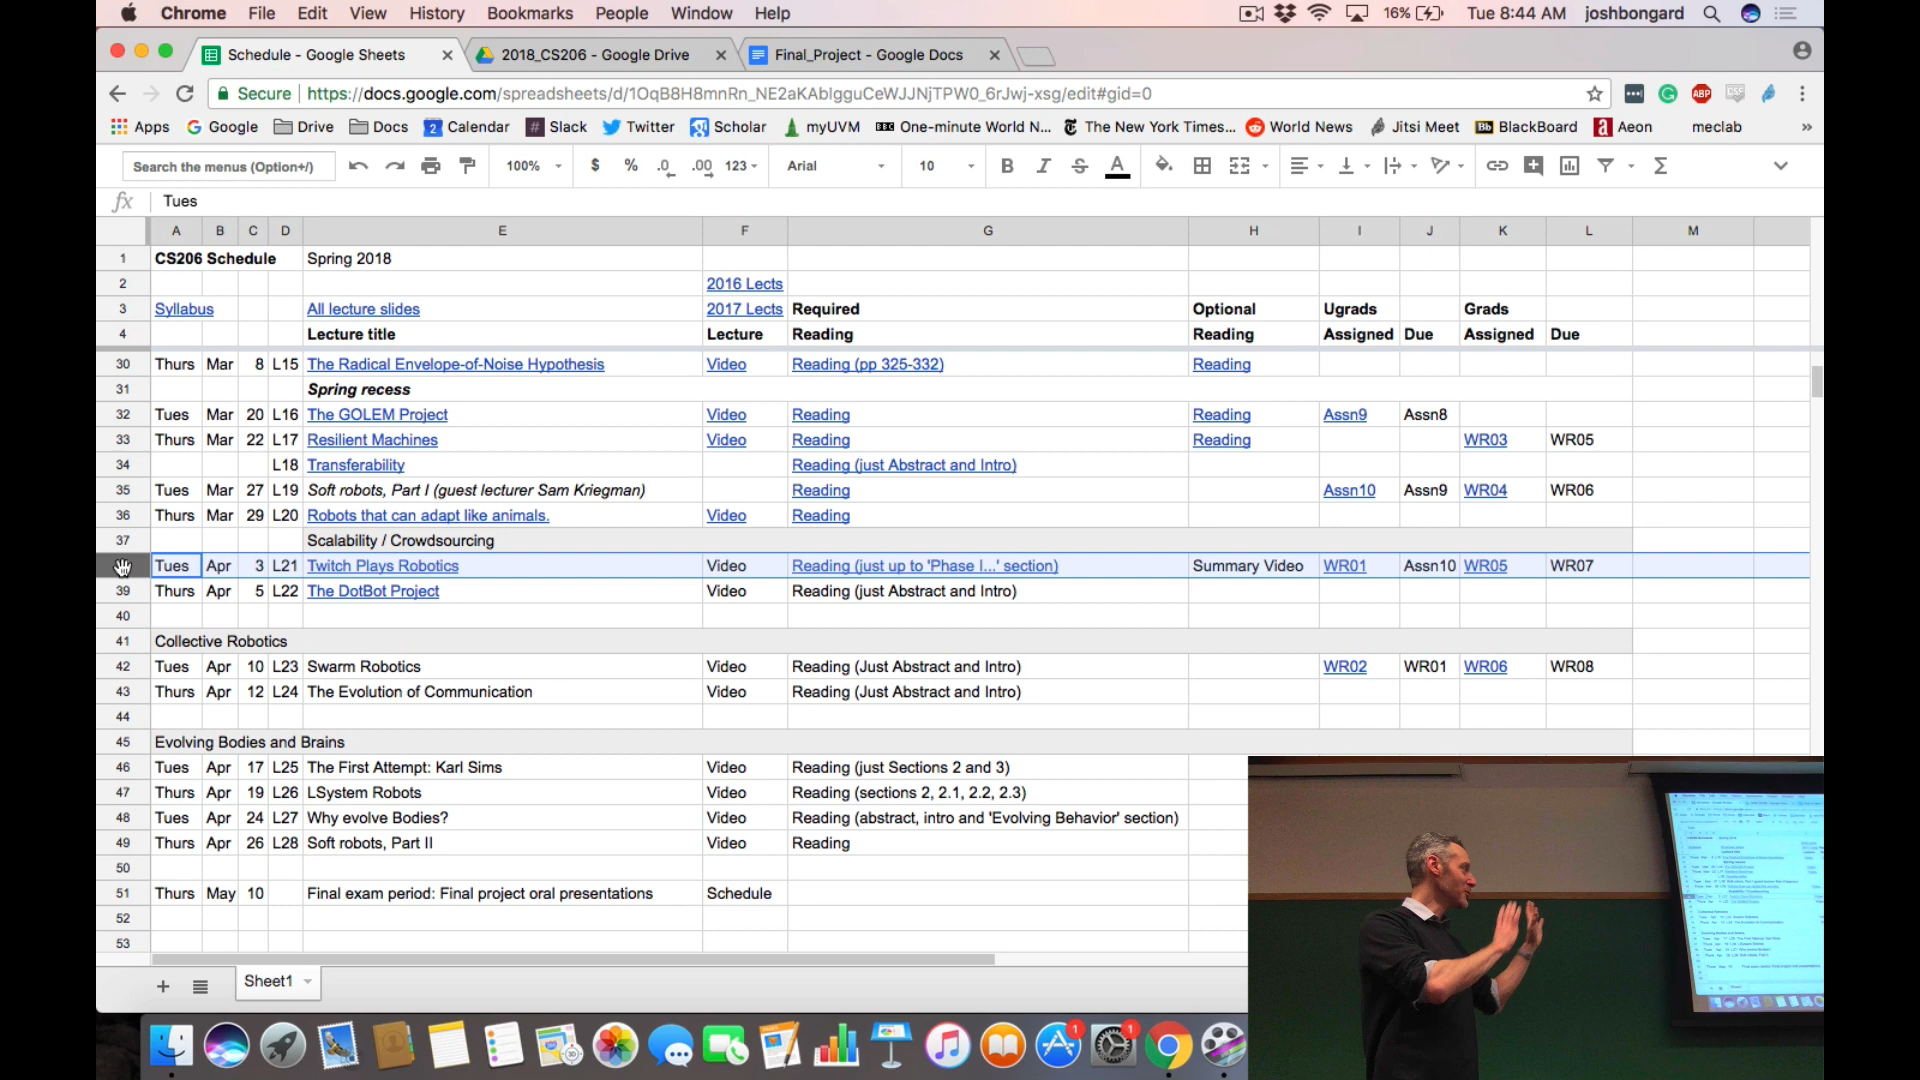 Chrome File Edit View History Bookmarks People Window Help 16% Tue 8:44 AM joshbongard
Schedule - Google Sheets 2018_CS206 - Google Drive Final_Project - Google Docs
Secure https://docs.google.com/spreadsheets/d/1OqB8H8mnRn_NE2aKAblgguCeWJJNjTPW0_6rJwj-xsg/edit#gid=0 ABP CSP
Apps Google Drive Docs 2 Calendar # Slack Twitter Scholar myUVM BBC One-minute World N... The New York Times... World News Jitsi Meet Bb BlackBoard a Aeon meclab »
Search the menus (Option+/) 100% $ % .0 .00 123 Arial 10 B I S A Σ
fx Tues
A B C D E F G H I J K L M
1 CS206 Schedule Spring 2018
2 2016 Lects
3 Syllabus All lecture slides 2017 Lects Required Optional Ugrads Grads
4 Lecture title Lecture Reading Reading Assigned Due Assigned Due
30 Thurs Mar 8 L15 The Radical Envelope-of-Noise Hypothesis Video Reading (pp 325-332) Reading
31 Spring recess
32 Tues Mar 20 L16 The GOLEM Project Video Reading Reading Assn9 Assn8
33 Thurs Mar 22 L17 Resilient Machines Video Reading Reading WR03 WR05
34 L18 Transferability Reading (just Abstract and Intro)
35 Tues Mar 27 L19 Soft robots, Part I (guest lecturer Sam Kriegman) Reading Assn10 Assn9 WR04 WR06
36 Thurs Mar 29 L20 Robots that can adapt like animals. Video Reading
37 Scalability / Crowdsourcing
Tues Apr 3 L21 Twitch Plays Robotics Video Reading (just up to 'Phase I...' section) Summary Video WR01 Assn10 WR05 WR07
39 Thurs Apr 5 L22 The DotBot Project Video Reading (just Abstract and Intro)
40
41 Collective Robotics
42 Tues Apr 10 L23 Swarm Robotics Video Reading (Just Abstract and Intro) WR02 WR01 WR06 WR08
43 Thurs Apr 12 L24 The Evolution of Communication Video Reading (Just Abstract and Intro)
44
45 Evolving Bodies and Brains
46 Tues Apr 17 L25 The First Attempt: Karl Sims Video Reading (just Sections 2 and 3)
47 Thurs Apr 19 L26 LSystem Robots Video Reading (sections 2, 2.1, 2.2, 2.3)
48 Tues Apr 24 L27 Why evolve Bodies? Video Reading (abstract, intro and 'Evolving Behavior' section)
49 Thurs Apr 26 L28 Soft robots, Part II Video Reading
50
51 Thurs May 10 Final exam period: Final project oral presentations Schedule
52
53
+ Sheet1
1 1